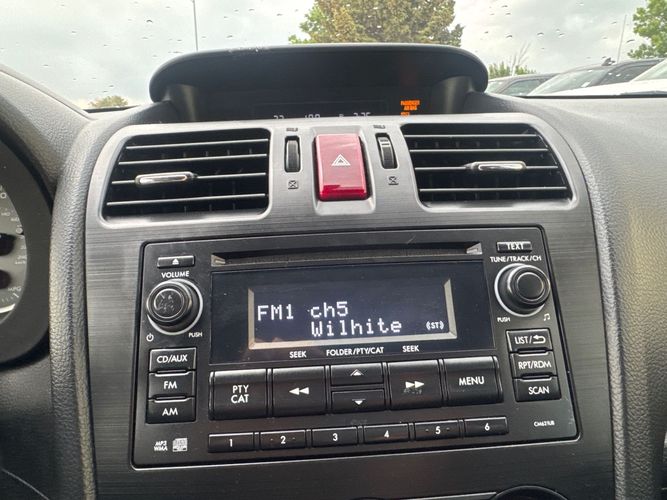 PASSENGER
AIR BAG
TEXT
VOLUME
TUNE/TRACK/CH
FM1 ch5
Wilhite ((ST))
PUSH
PUSH
SEEK FOLDER/PTY/CAT SEEK
CD/AUX
FM
AM
PTY
CAT
MENU
LIST/
RPT/RDM
SCAN
MP3
WMA
1 2 3 4 5 6
CM621UB